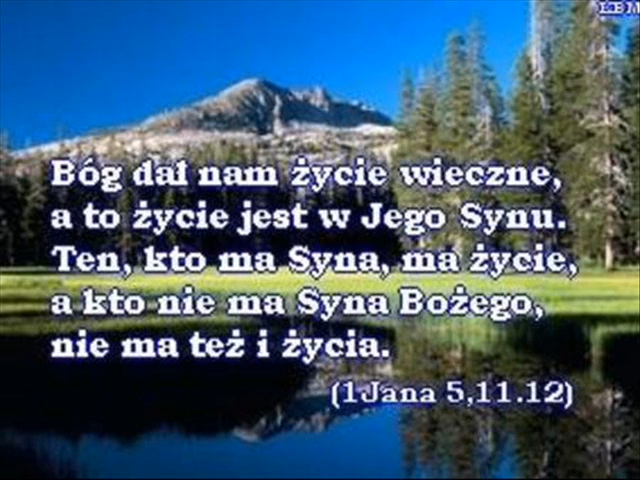 LBM
Bóg dał nam życie wieczne,
a to życie jest w Jego Synu.
Ten, kto ma Syna, ma życie,
a kto nie ma Syna Bożego,
nie ma też i życia.
(1Jana 5,11.12)